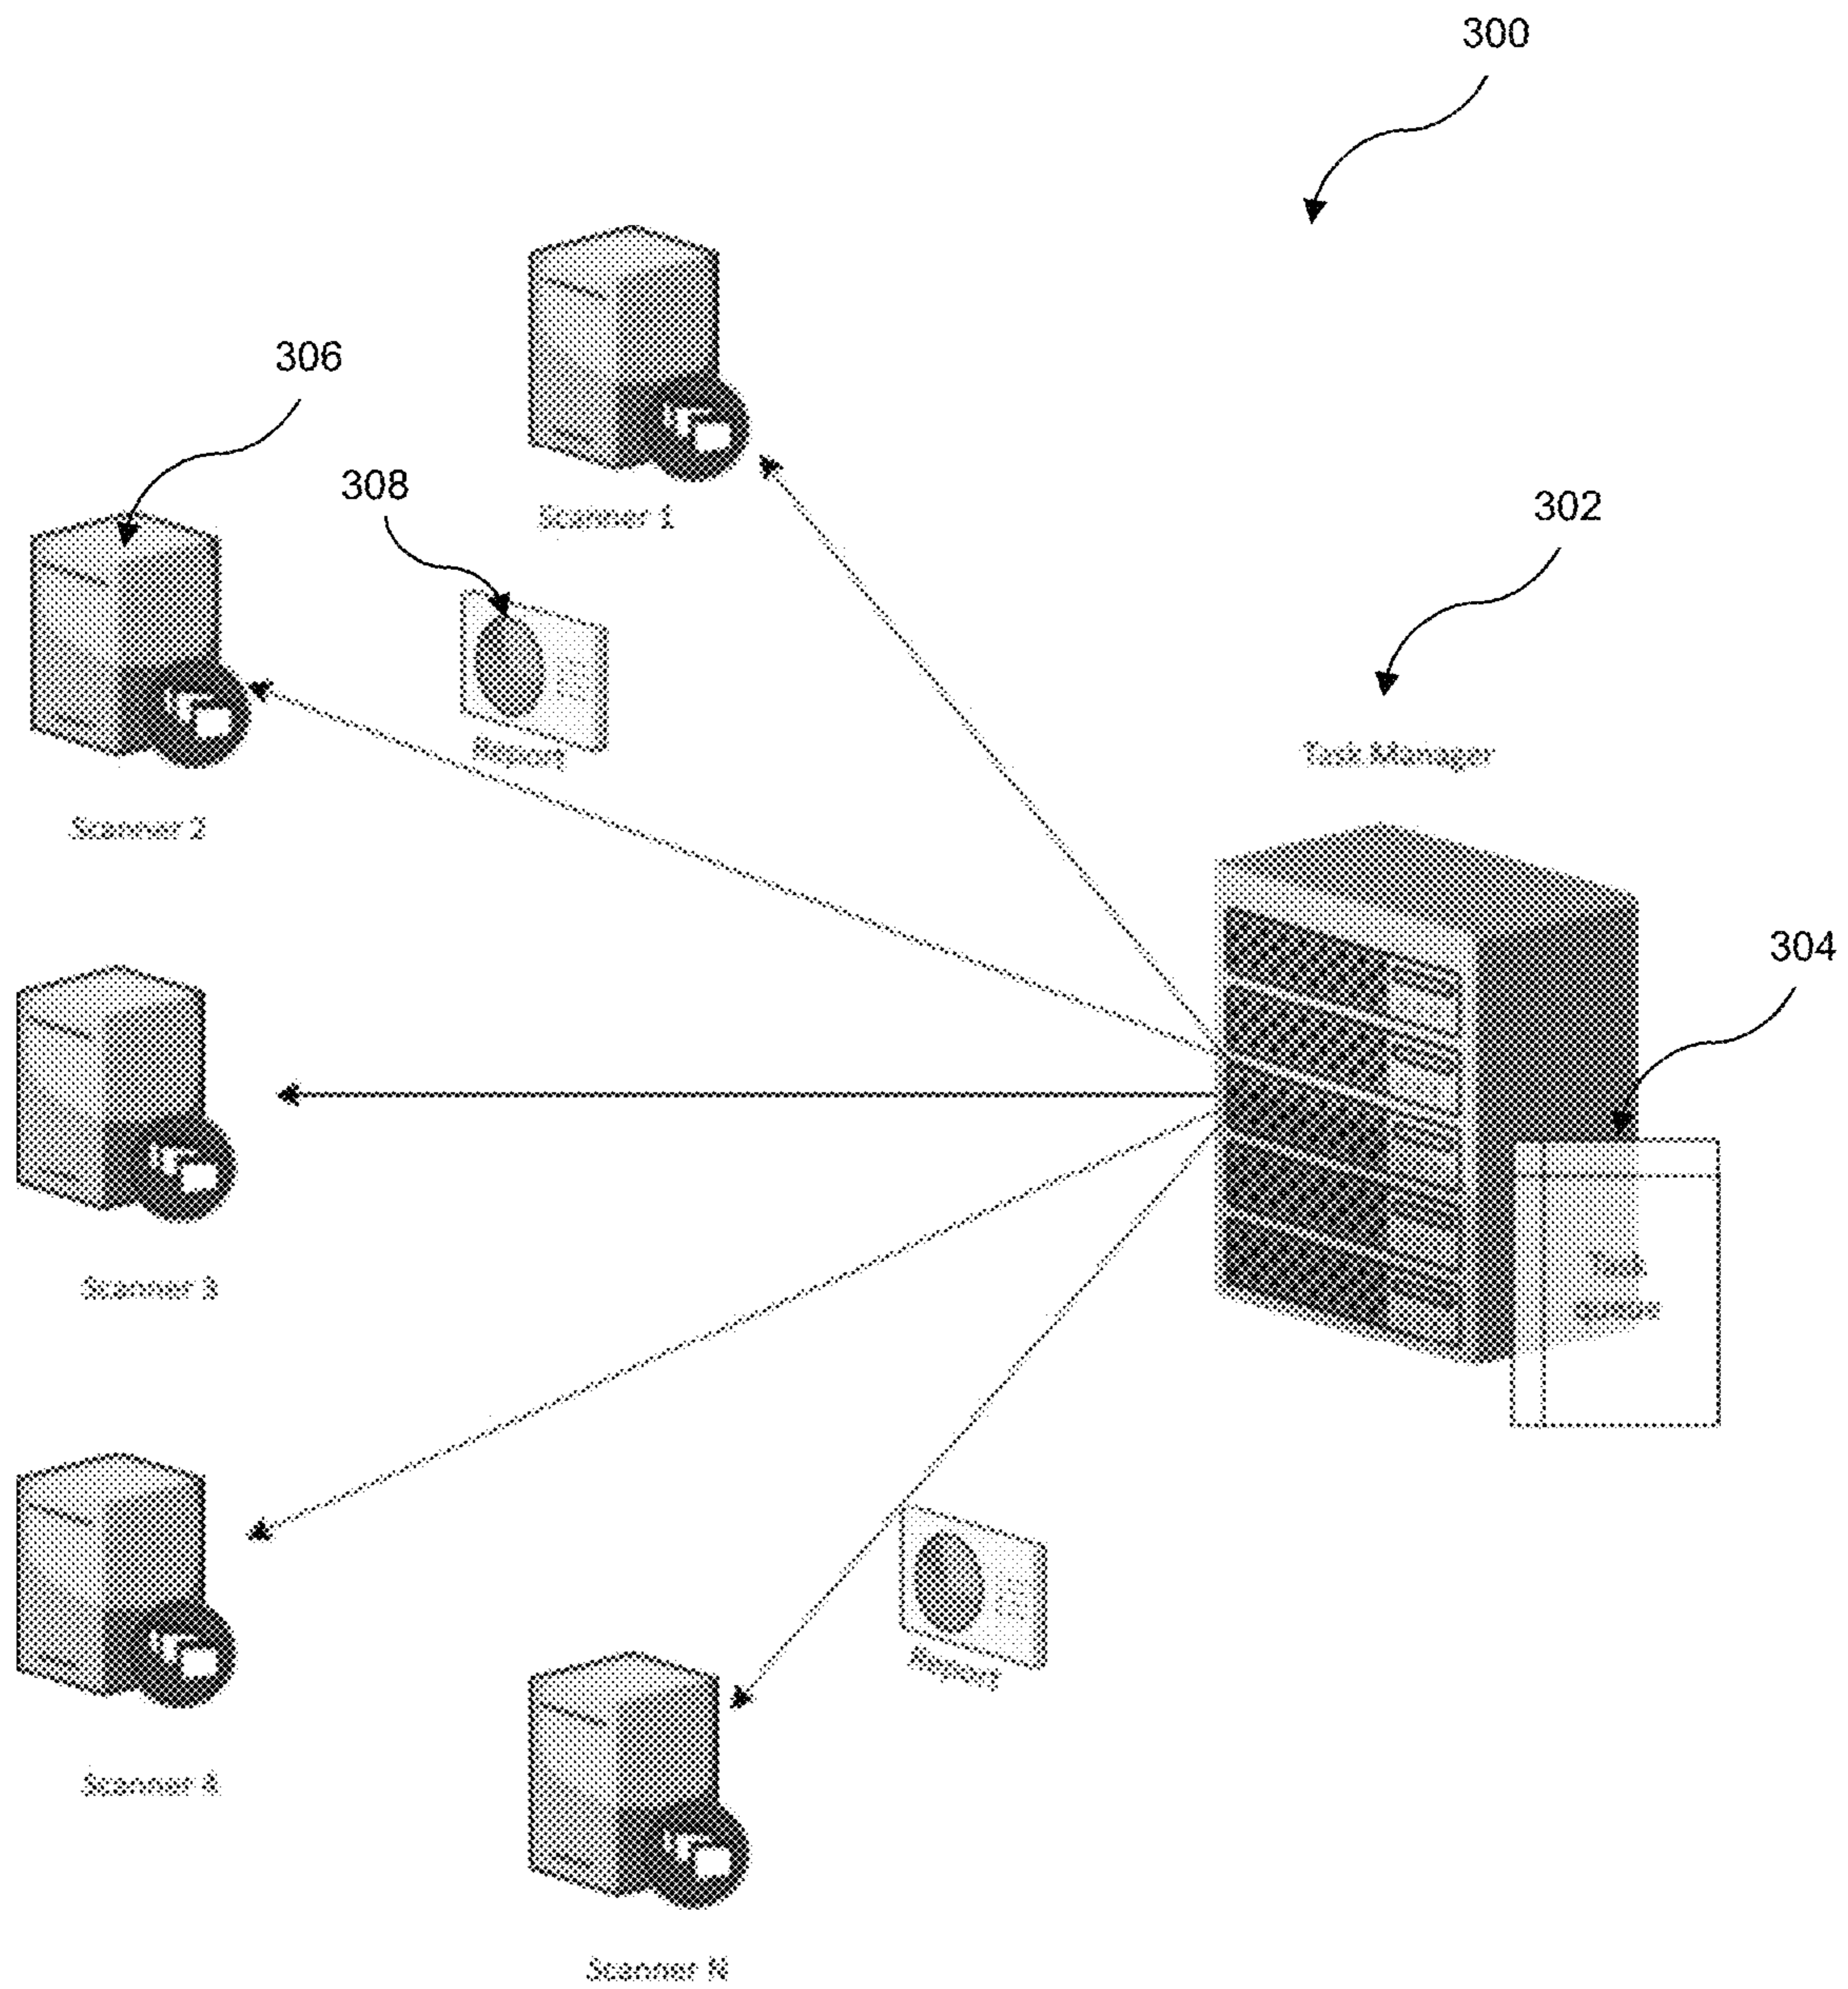 300
306
308
Scanner 1
302
Report
Task Manager
Scanner 2
304
Task
Scanner 3
Report
Scanner 4
Scanner N